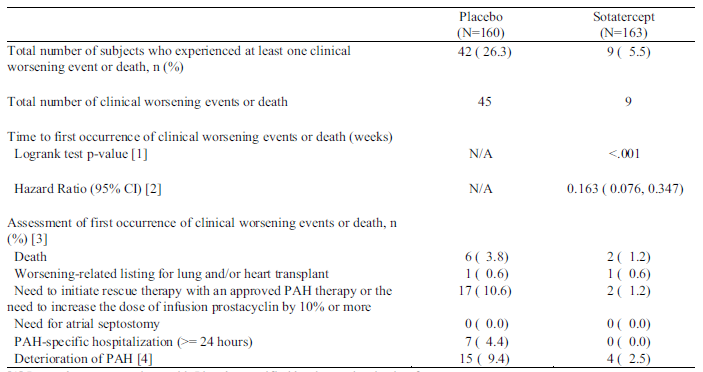 Placebo Sotatercept
(N=160) (N=163)
Total number of subjects who experienced at least one clinical 42 ( 26.3) 9 ( 5.5)
worsening event or death, n (%)
Total number of clinical worsening events or death 45 9
Time to first occurrence of clinical worsening events or death (weeks)
Logrank test p-value [1] N/A <.001
Hazard Ratio (95% CI) [2] N/A 0.163 ( 0.076, 0.347)
Assessment of first occurrence of clinical worsening events or death, n
(%) [3]
Death 6 ( 3.8) 2 ( 1.2)
Worsening-related listing for lung and/or heart transplant 1 ( 0.6) 1 ( 0.6)
Need to initiate rescue therapy with an approved PAH therapy or the 17 ( 10.6) 2 ( 1.2)
need to increase the dose of infusion prostacyclin by 10% or more
Need for atrial septostomy 0 ( 0.0) 0 ( 0.0)
PAH-specific hospitalization (>= 24 hours) 7 ( 4.4) 0 ( 0.0)
Deterioration of PAH [4] 15 ( 9.4) 4 ( 2.5)